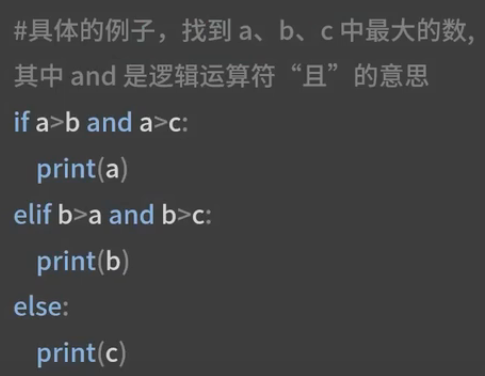 #具体的例子，找到 a、b、c 中最大的数,
其中 and 是逻辑运算符“且”的意思
if a>b and a>c:
    print(a)
elif b>a and b>c:
    print(b)
else:
    print(c)